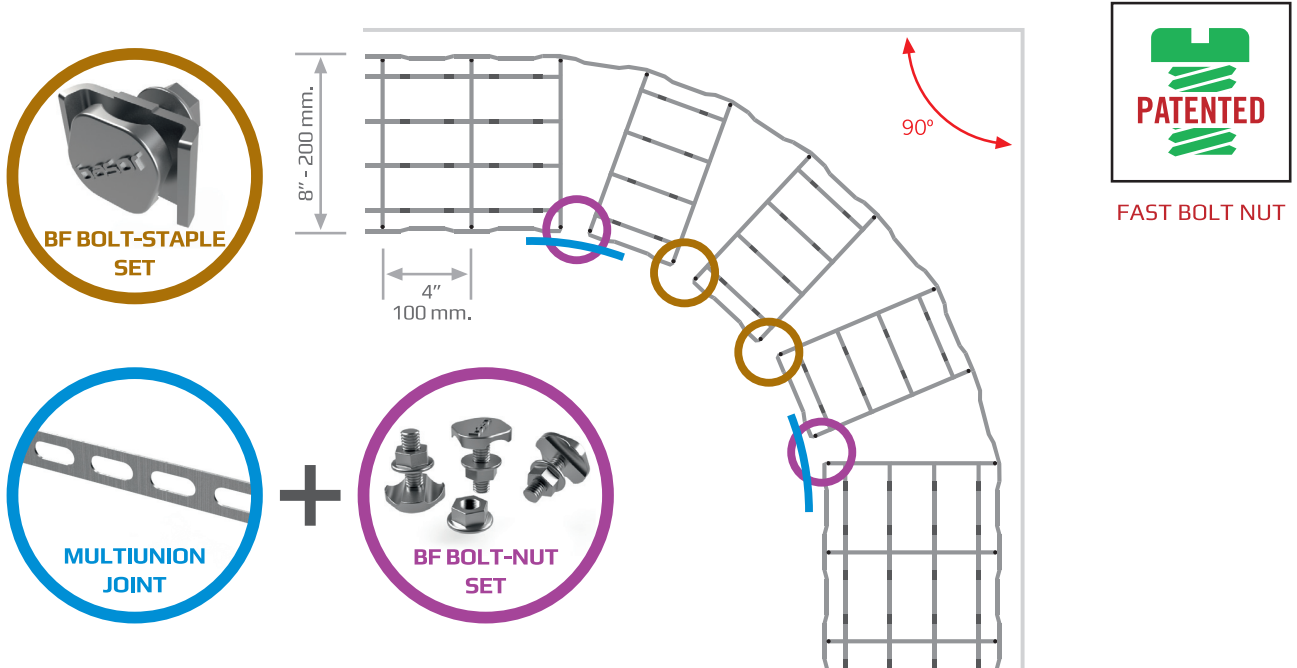 BF BOLT-STAPLE
SET
8” - 200 mm.
4”
100 mm.
90º
PATENTED
FAST BOLT NUT
MULTIUNION
JOINT
BF BOLT-NUT
SET